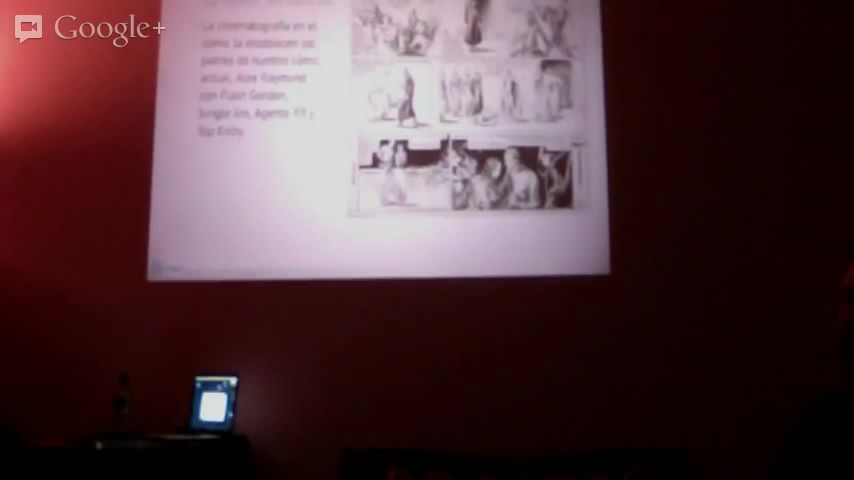 Google+
La cinematografía en el
cómic la establecen los
padres de nuestro cómic
actual, Alex Raymond
con Flash Gordon,
Jungle Jim, Agente X9 y
Rip Kirby.